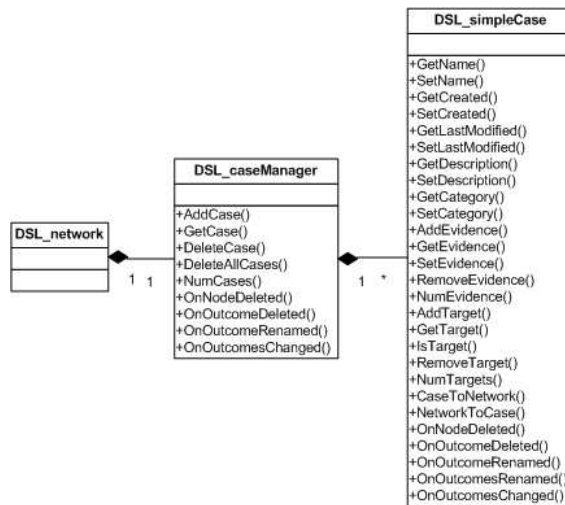 DSL_network
1
1
DSL_caseManager
+AddCase()
+GetCase()
+DeleteCase()
+DeleteAllCases()
+NumCases()
+OnNodeDeleted()
+OnOutcomeDeleted()
+OnOutcomeRenamed()
+OnOutcomesChanged()
1
*
DSL_simpleCase
+GetName()
+SetName()
+GetCreated()
+SetCreated()
+GetLastModified()
+SetLastModified()
+GetDescription()
+SetDescription()
+GetCategory()
+SetCategory()
+AddEvidence()
+GetEvidence()
+SetEvidence()
+RemoveEvidence()
+NumEvidence()
+AddTarget()
+GetTarget()
+IsTarget()
+RemoveTarget()
+NumTargets()
+CaseToNetwork()
+NetworkToCase()
+OnNodeDeleted()
+OnOutcomeDeleted()
+OnOutcomeRenamed()
+OnOutcomesRenamed()
+OnOutcomesChanged()